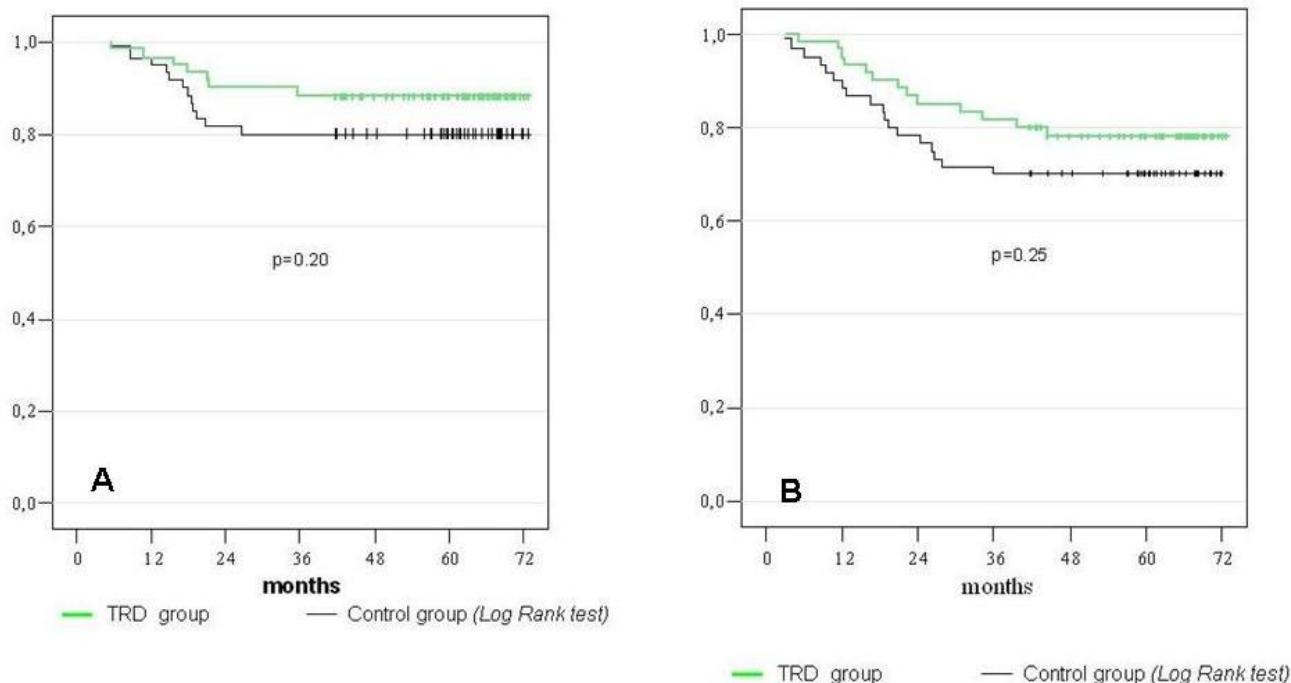 1,0
0,8
0,6
p=0.20
0,4
0,2
A
0,0
0 12 24 36 48 60 72
months
TRD group Control group (Log Rank test)
1,0
0,8
0,6
p=0.25
0,4
0,2
B
0,0
0 12 24 36 48 60 72
months
TRD group Control group (Log Rank test)